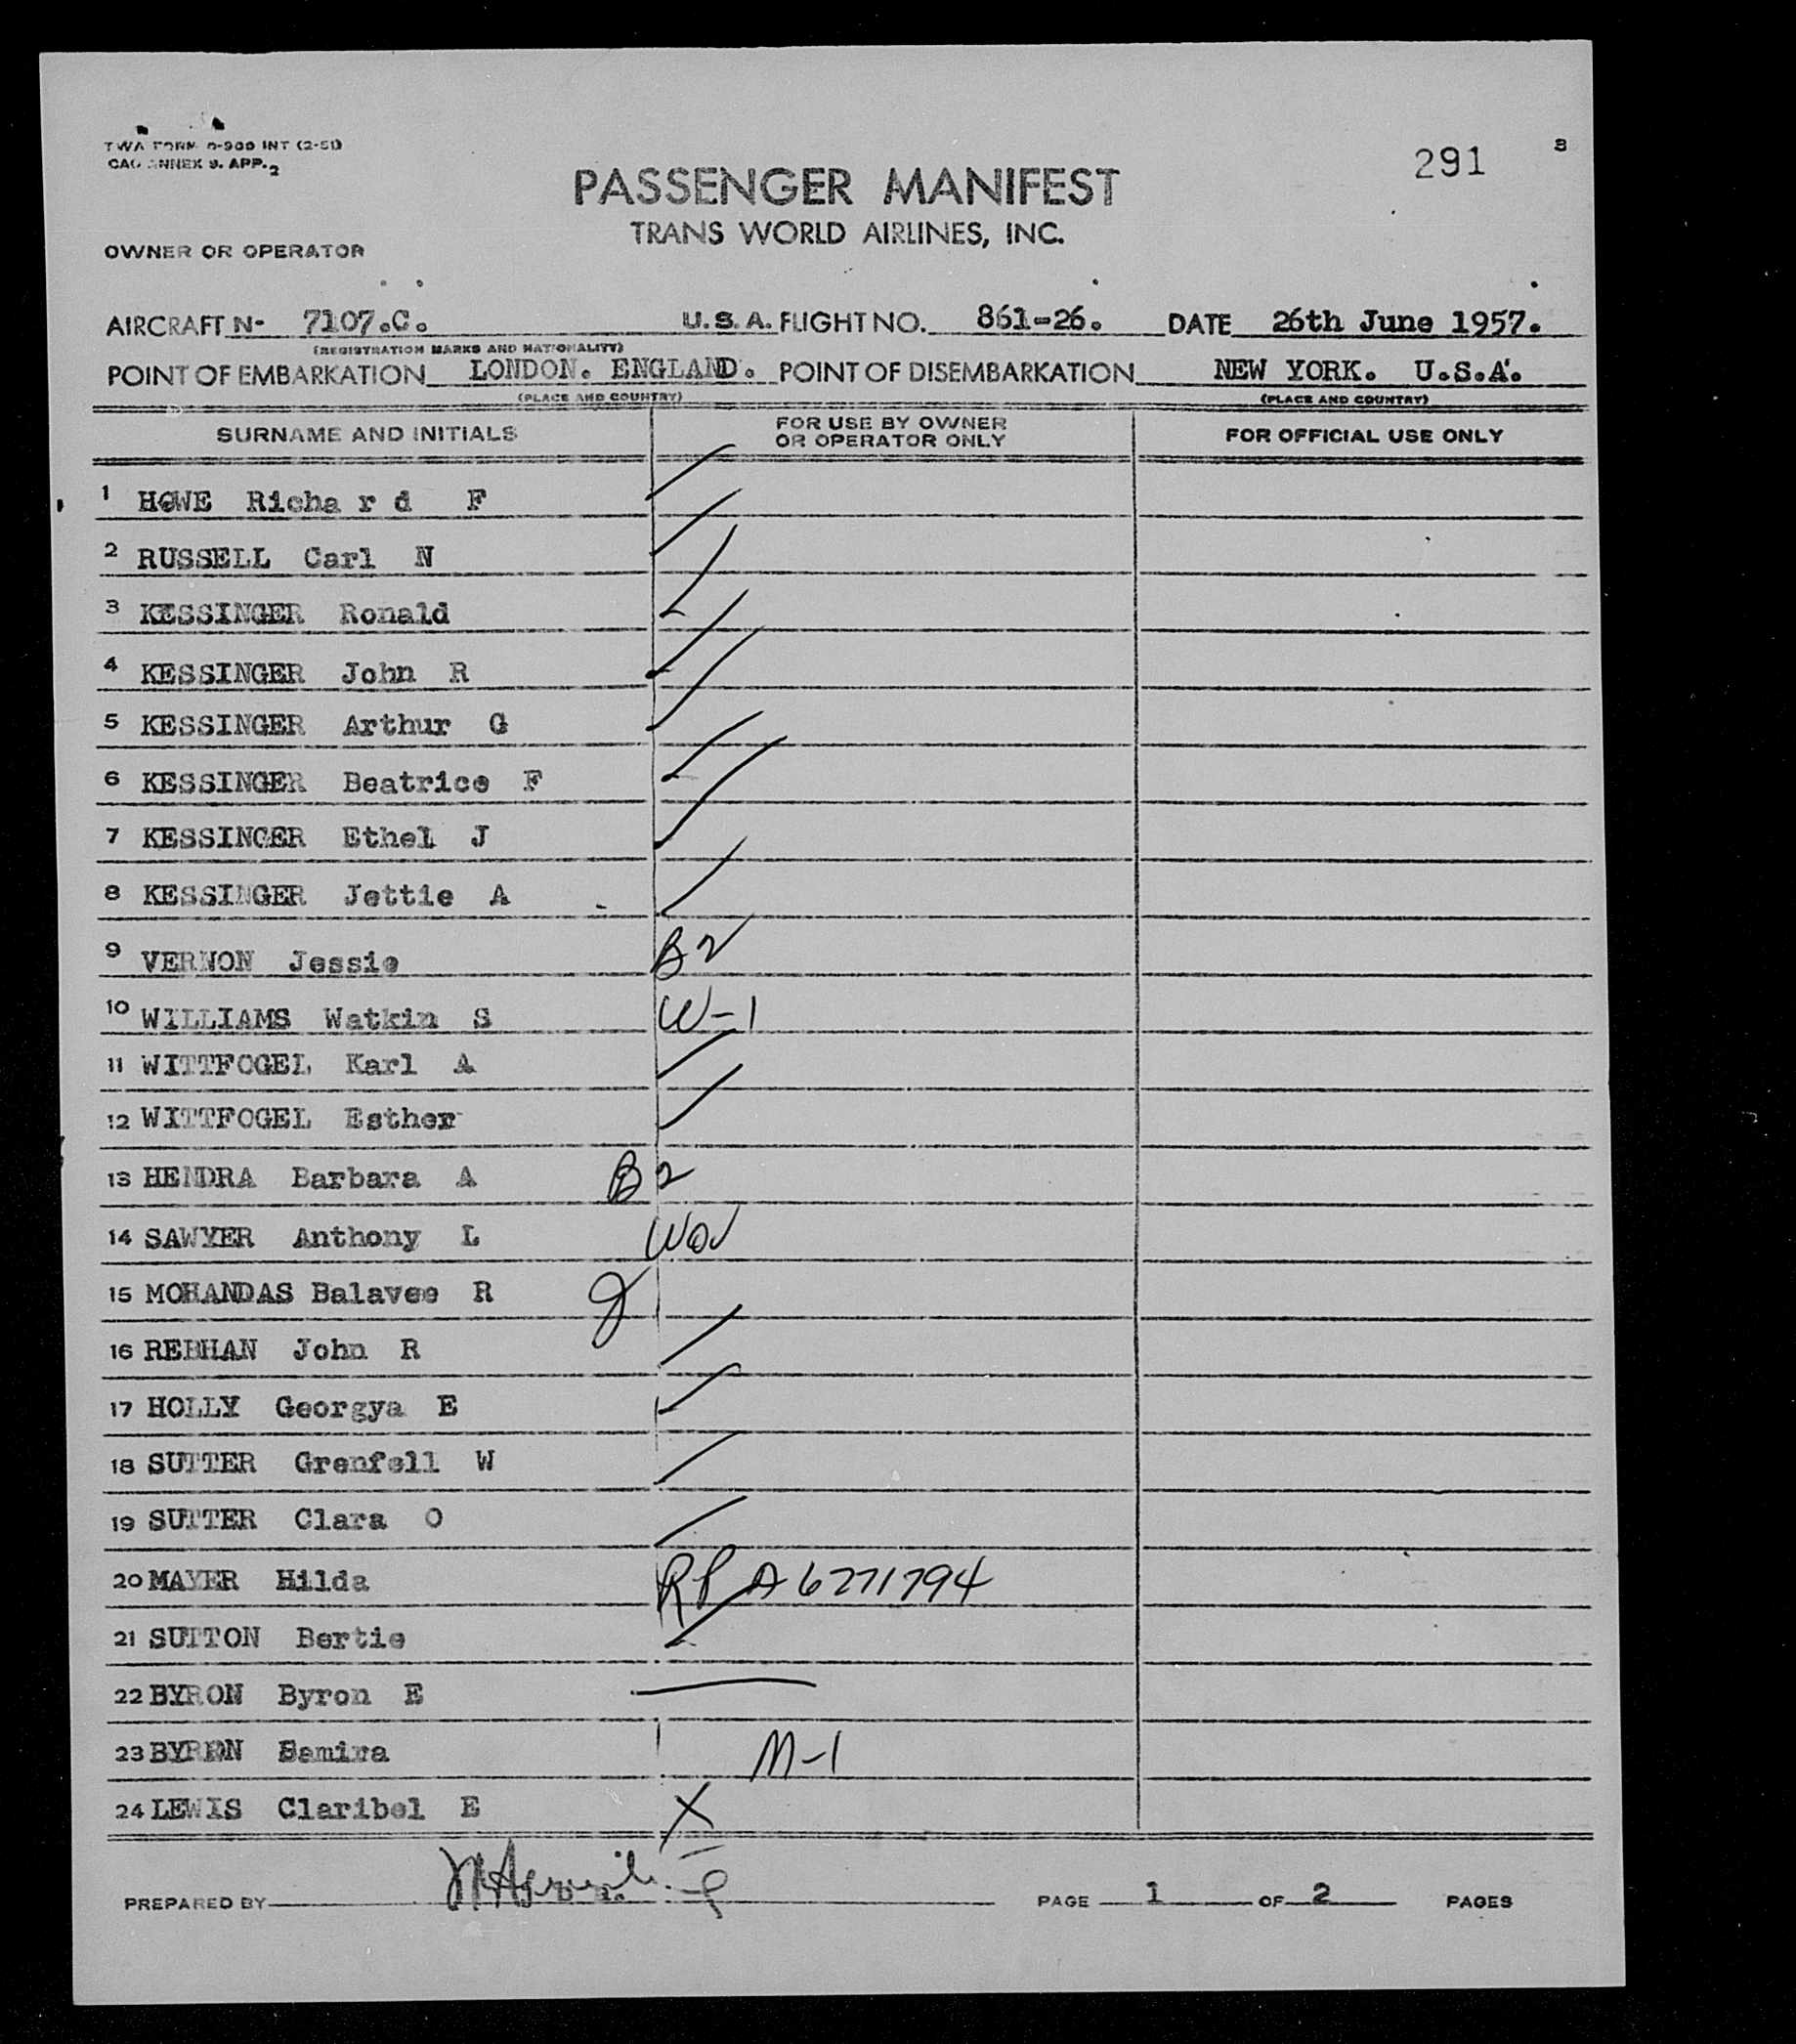 TWA FORM O-900 INT (2-51)
CAO ANNEX 9. APP. 2
291
3
PASSENGER MANIFEST
TRANS WORLD AIRLINES, INC.
OWNER OR OPERATOR
AIRCRAFT N- 7107.C. U.S.A. FLIGHT NO. 861-26. DATE 26th June 1957.
(REGISTRATION MARKS AND NATIONALITY)
POINT OF EMBARKATION LONDON. ENGLAND. POINT OF DISEMBARKATION NEW YORK. U.S.A.
(PLACE AND COUNTRY) (PLACE AND COUNTRY)
SURNAME AND INITIALS FOR USE BY OWNER OR OPERATOR ONLY FOR OFFICIAL USE ONLY
1 HOWE Richa r d F
2 RUSSELL Carl N
3 KESSINGER Ronald
4 KESSINGER John R
5 KESSINGER Arthur G
6 KESSINGER Beatrice F
7 KESSINGER Ethel J
8 KESSINGER Jettie A
9 VERNON Jessie B2
10 WILLIAMS Watkin S W-1
11 WITTFOGEL Karl A
12 WITTFOGEL Esther
13 HENDRA Barbara A B2
14 SAWYER Anthony L
15 MOHANDAS Balavee R
16 REBHAN John R
17 HOLLY Georgya E
18 SUTTER Grenfell W
19 SUTTER Clara O
20 MAYER Hilda RP A6271794
21 SUTTON Bertie
22 BYRON Byron E
23 BYRON Samira M-1
24 LEWIS Claribel E X
PREPARED BY PAGE 1 OF 2 PAGES